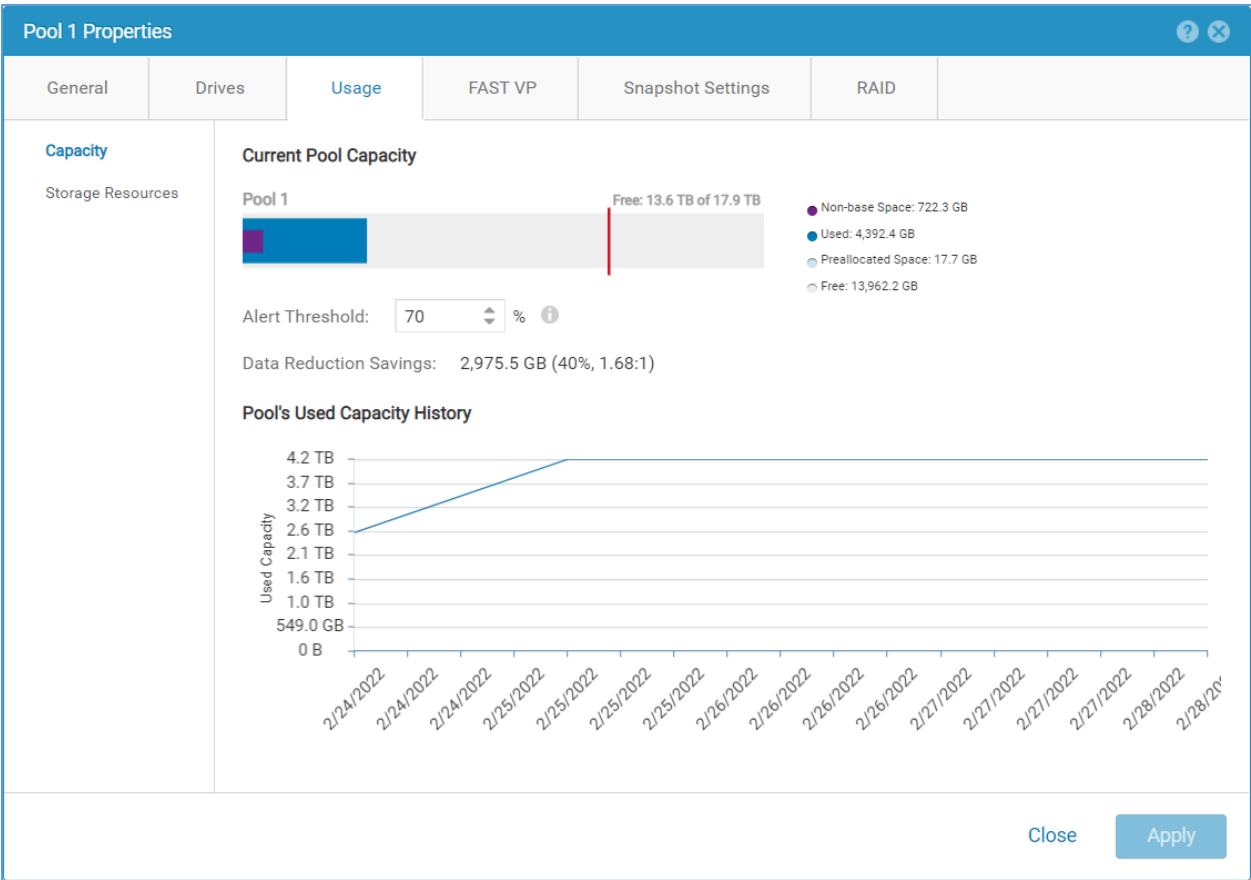 Pool 1 Properties
General Drives Usage FAST VP Snapshot Settings RAID
Capacity
Storage Resources
Current Pool Capacity
Pool 1 Free: 13.6 TB of 17.9 TB
Non-base Space: 722.3 GB
Used: 4,392.4 GB
Preallocated Space: 17.7 GB
Free: 13,962.2 GB
Alert Threshold: 70 %
Data Reduction Savings: 2,975.5 GB (40%, 1.68:1)
Pool's Used Capacity History
Used Capacity
4.2 TB
3.7 TB
3.2 TB
2.6 TB
2.1 TB
1.6 TB
1.0 TB
549.0 GB
0 B
2/24/2022
2/24/2022
2/24/2022
2/25/2022
2/25/2022
2/25/2022
2/25/2022
2/26/2022
2/26/2022
2/26/2022
2/26/2022
2/27/2022
2/27/2022
2/27/2022
2/28/2022
2/28/20
Close Apply